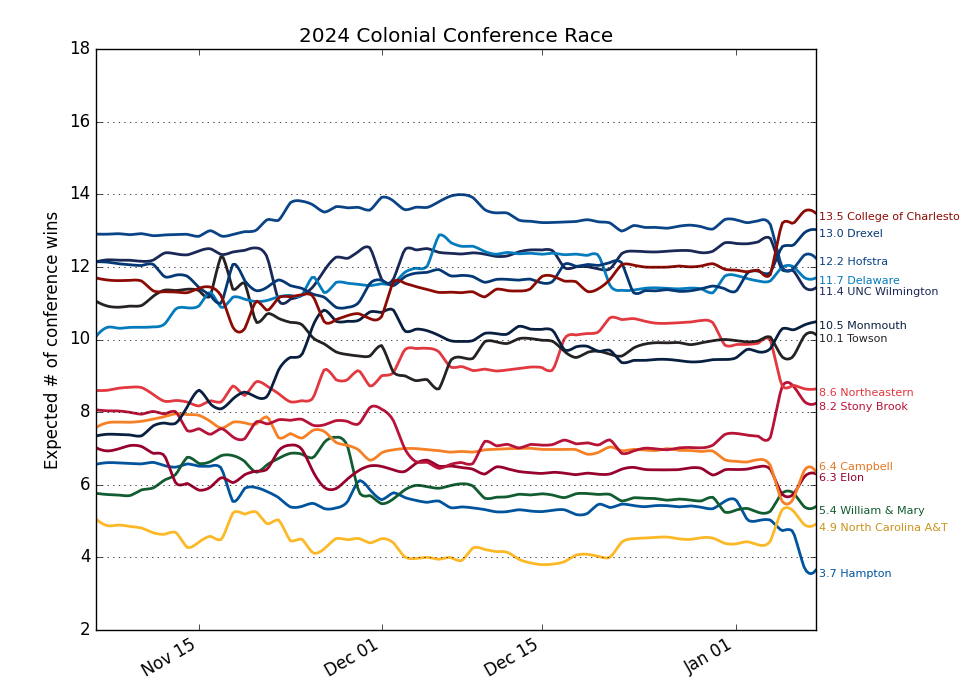 2024 Colonial Conference Race
Expected # of conference wins
18
16
14
12
10
8
6
4
2
Nov 15
Dec 01
Dec 15
Jan 01
13.5 College of Charlesto
13.0 Drexel
12.2 Hofstra
11.7 Delaware
11.4 UNC Wilmington
10.5 Monmouth
10.1 Towson
8.6 Northeastern
8.2 Stony Brook
6.4 Campbell
6.3 Elon
5.4 William & Mary
4.9 North Carolina A&T
3.7 Hampton